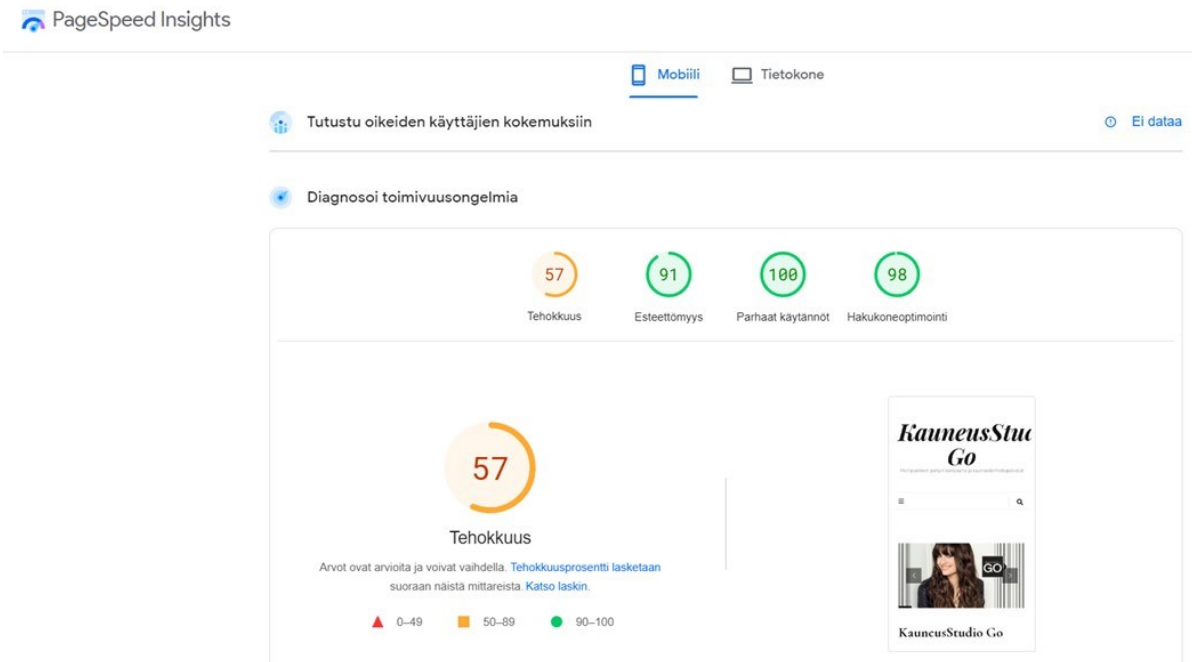 PageSpeed Insights
Mobiili Tietokone
Tutustu oikeiden käyttäjien kokemuksiin Ei dataa
Diagnosoi toimivuusongelmia
57 91 100 98
Tehokkuus Esteettömyys Parhaat käytännöt Hakukoneoptimointi
57
Tehokkuus
Arvot ovat arvioita ja voivat vaihdella. Tehokkuusprosentti lasketaan
suoraan näistä mittareista. Katso laskin.
0–49 50–89 90–100
KauneusStud
Go
GO
KauneusStudio Go